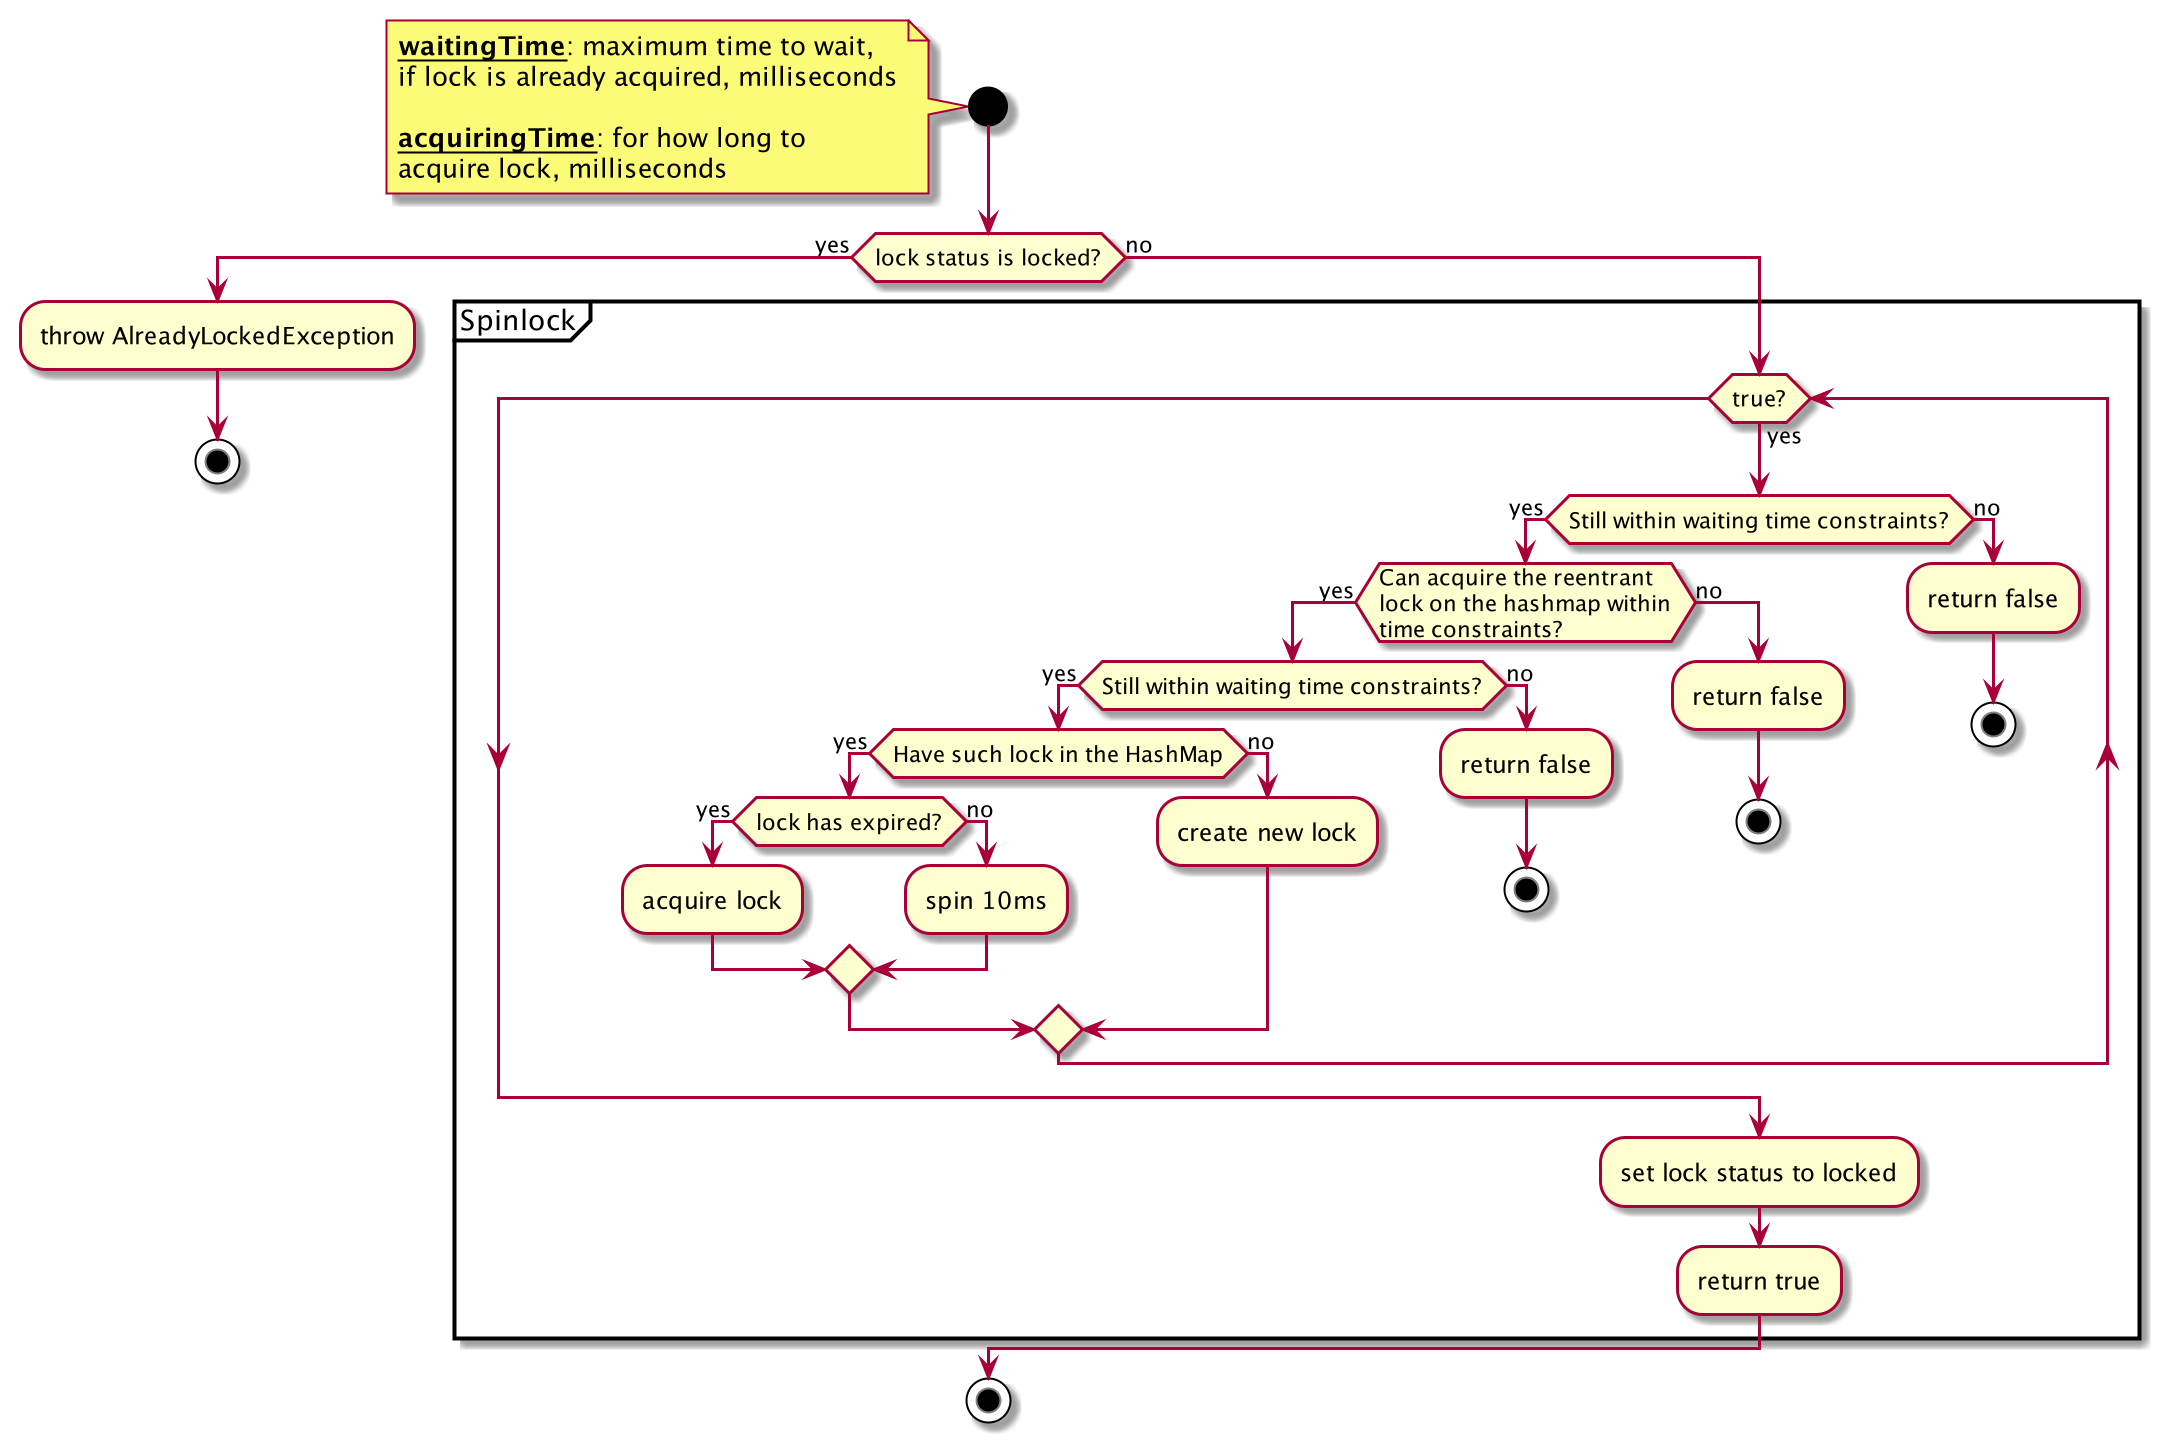 waitingTime: maximum time to wait,
if lock is already acquired, milliseconds
acquiringTime: for how long to
acquire lock, milliseconds
yes
lock status is locked?
no
throw AlreadyLockedException
Spinlock
true?
yes
yes
Still within waiting time constraints?
no
yes
Can acquire the reentrant
lock on the hashmap within
time constraints?
no
return false
yes
Still within waiting time constraints?
no
return false
yes
Have such lock in the HashMap
no
return false
yes
lock has expired?
no
create new lock
acquire lock
spin 10ms
set lock status to locked
return true